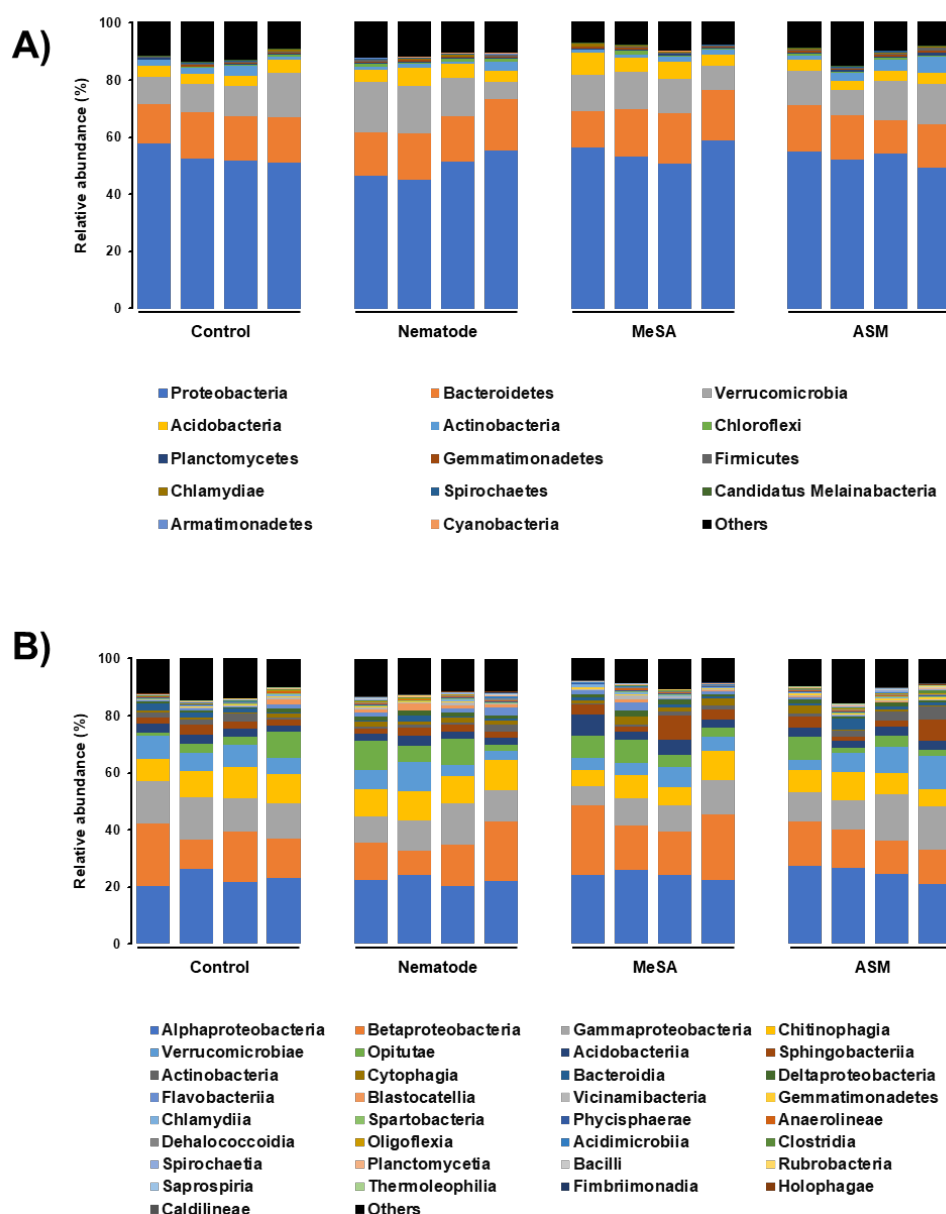 A)
Relative abundance (%)
100
80
60
40
20
0
Control Nematode MeSA ASM
Proteobacteria Bacteroidetes Verrucomicrobia
Acidobacteria Actinobacteria Chloroflexi
Planctomycetes Gemmatimonadetes Firmicutes
Chlamydiae Spirochaetes Candidatus Melainabacteria
Armatimonadetes Cyanobacteria Others
B)
Relative abundance (%)
100
80
60
40
20
0
Control Nematode MeSA ASM
Alphaproteobacteria Betaproteobacteria Gammaproteobacteria Chitinophagia
Verrucomicrobiae Opitutae Acidobacteriia Sphingobacteriia
Actinobacteria Cytophagia Bacteroidia Deltaproteobacteria
Flavobacteriia Blastocatellia Vicinamibacteria Gemmatimonadetes
Chlamydiia Spartobacteria Phycisphaerae Anaerolineae
Dehalococcoidia Oligoflexia Acidimicrobiia Clostridia
Spirochaetia Planctomycetia Bacilli Rubrobacteria
Saprospiria Thermoleophilia Fimbriimonadia Holophagae
Caldilineae Others